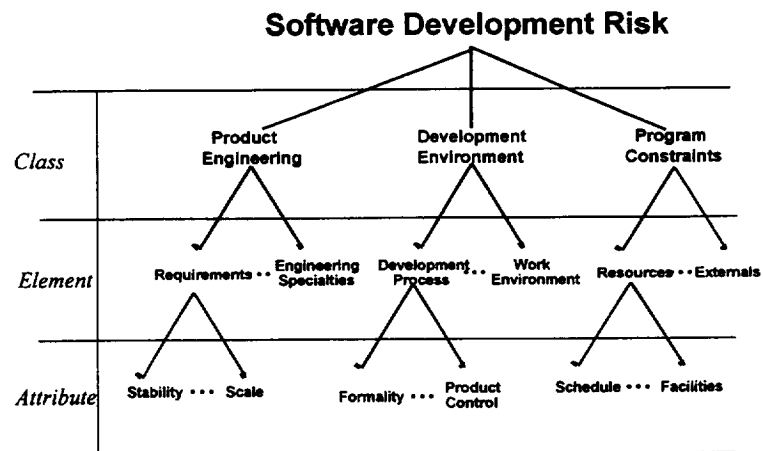 Software Development Risk
Product
Engineering
Development
Environment
Program
Constraints
Class
Requirements ••
Engineering
Specialties
Development
Process
•••
Work
Environment
Resources •• Externals
Element
Stability ••• Scale
Formality •••
Product
Control
Schedule ••• Facilities
Attribute